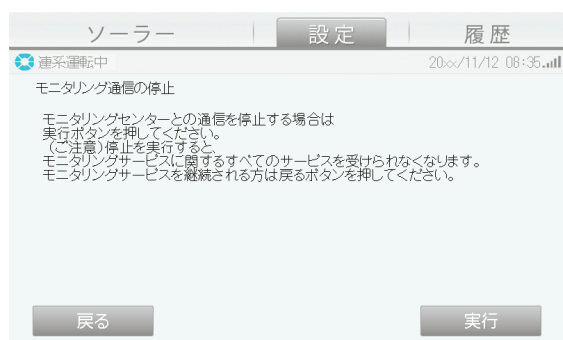 ソーラー 設定 履歴
連系運転中 20xx/11/12 08:35
モニタリング通信の停止
モニタリングセンターとの通信を停止する場合は
実行ボタンを押してください。
（ご注意）停止を実行すると、
モニタリングサービスに関するすべてのサービスを受けられなくなります。
モニタリングサービスを継続される方は戻るボタンを押してください。
戻る 実行